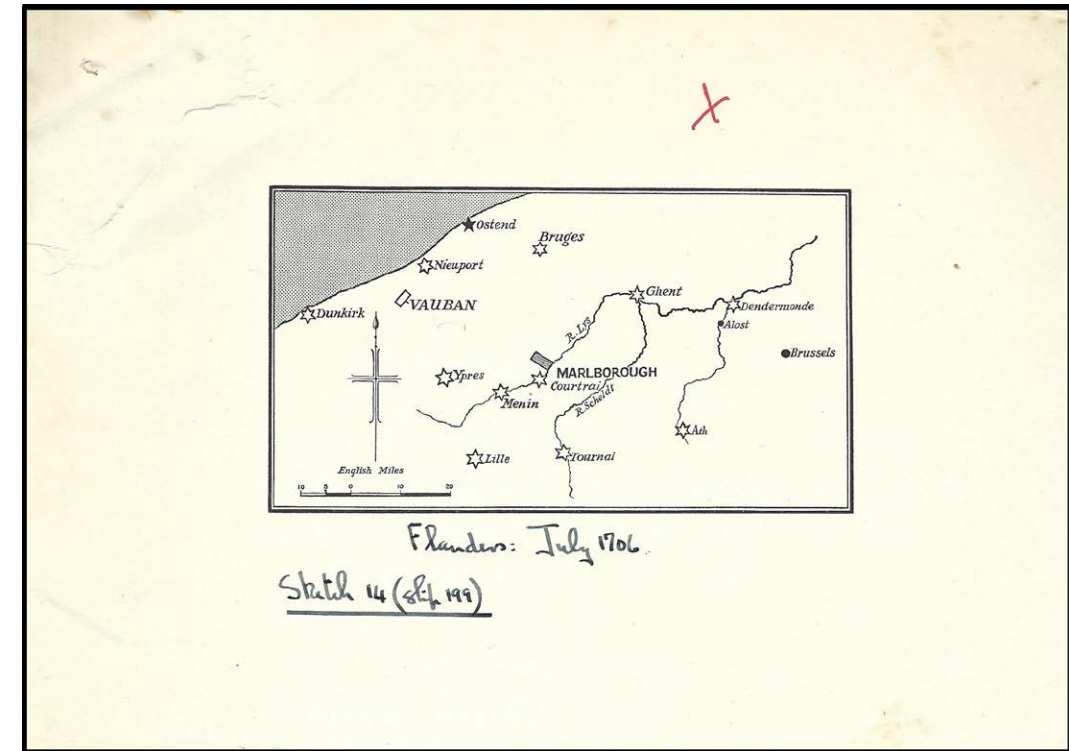 X
Ostend
Bruges
Nieuport
VAUBAN
Ghent
Dunkirk
Dendermonde
R. Lys
Alost
Brussels
Ypres
MARLBOROUGH
Courtrai
Menin
R. Scheldt
Ath
Lille
Tournai
English Miles
10 5 0 10 20
Flanders: July 1706
Sketch 14 (slip 199)